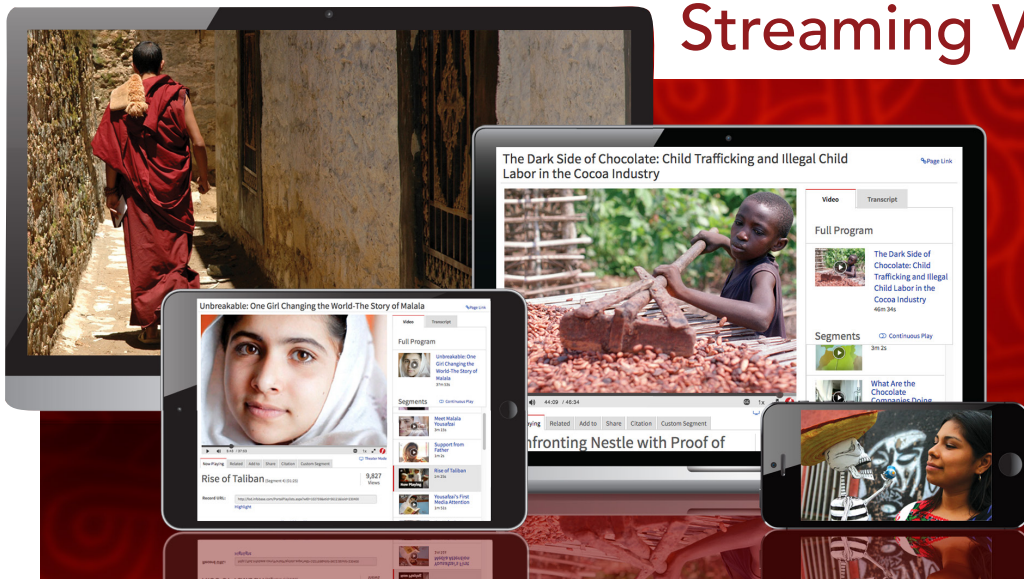 Streaming V
The Dark Side of Chocolate: Child Trafficking and Illegal Child
Labor in the Cocoa Industry
Page Link
Video
Transcript
Full Program
The Dark Side of
Chocolate: Child
Trafficking and Illegal
Child Labor in the
Cocoa Industry
46m 34s
Segments
Continuous Play
3m 2s
What Are the
Chocolate
Companies Doing
44:09 / 46:34
1x
ying
Related
Add to
Share
Citation
Custom Segment
nfronting Nestle with Proof of
Unbreakable: One Girl Changing the World-The Story of Malala
Page Link
Video
Transcript
Full Program
Unbreakable: One
Girl Changing the
World-The Story of
Malala
Segments
Continuous Play
Meet Malala
Yousafzai
Support from
Father
Rise of Taliban
Now Playing
Yousafzai's First
Media Attention
1x
Theater Mode
Now Playing
Related
Add to
Share
Citation
Custom Segment
Rise of Taliban
9,827
Views
Record URL:
Highlight